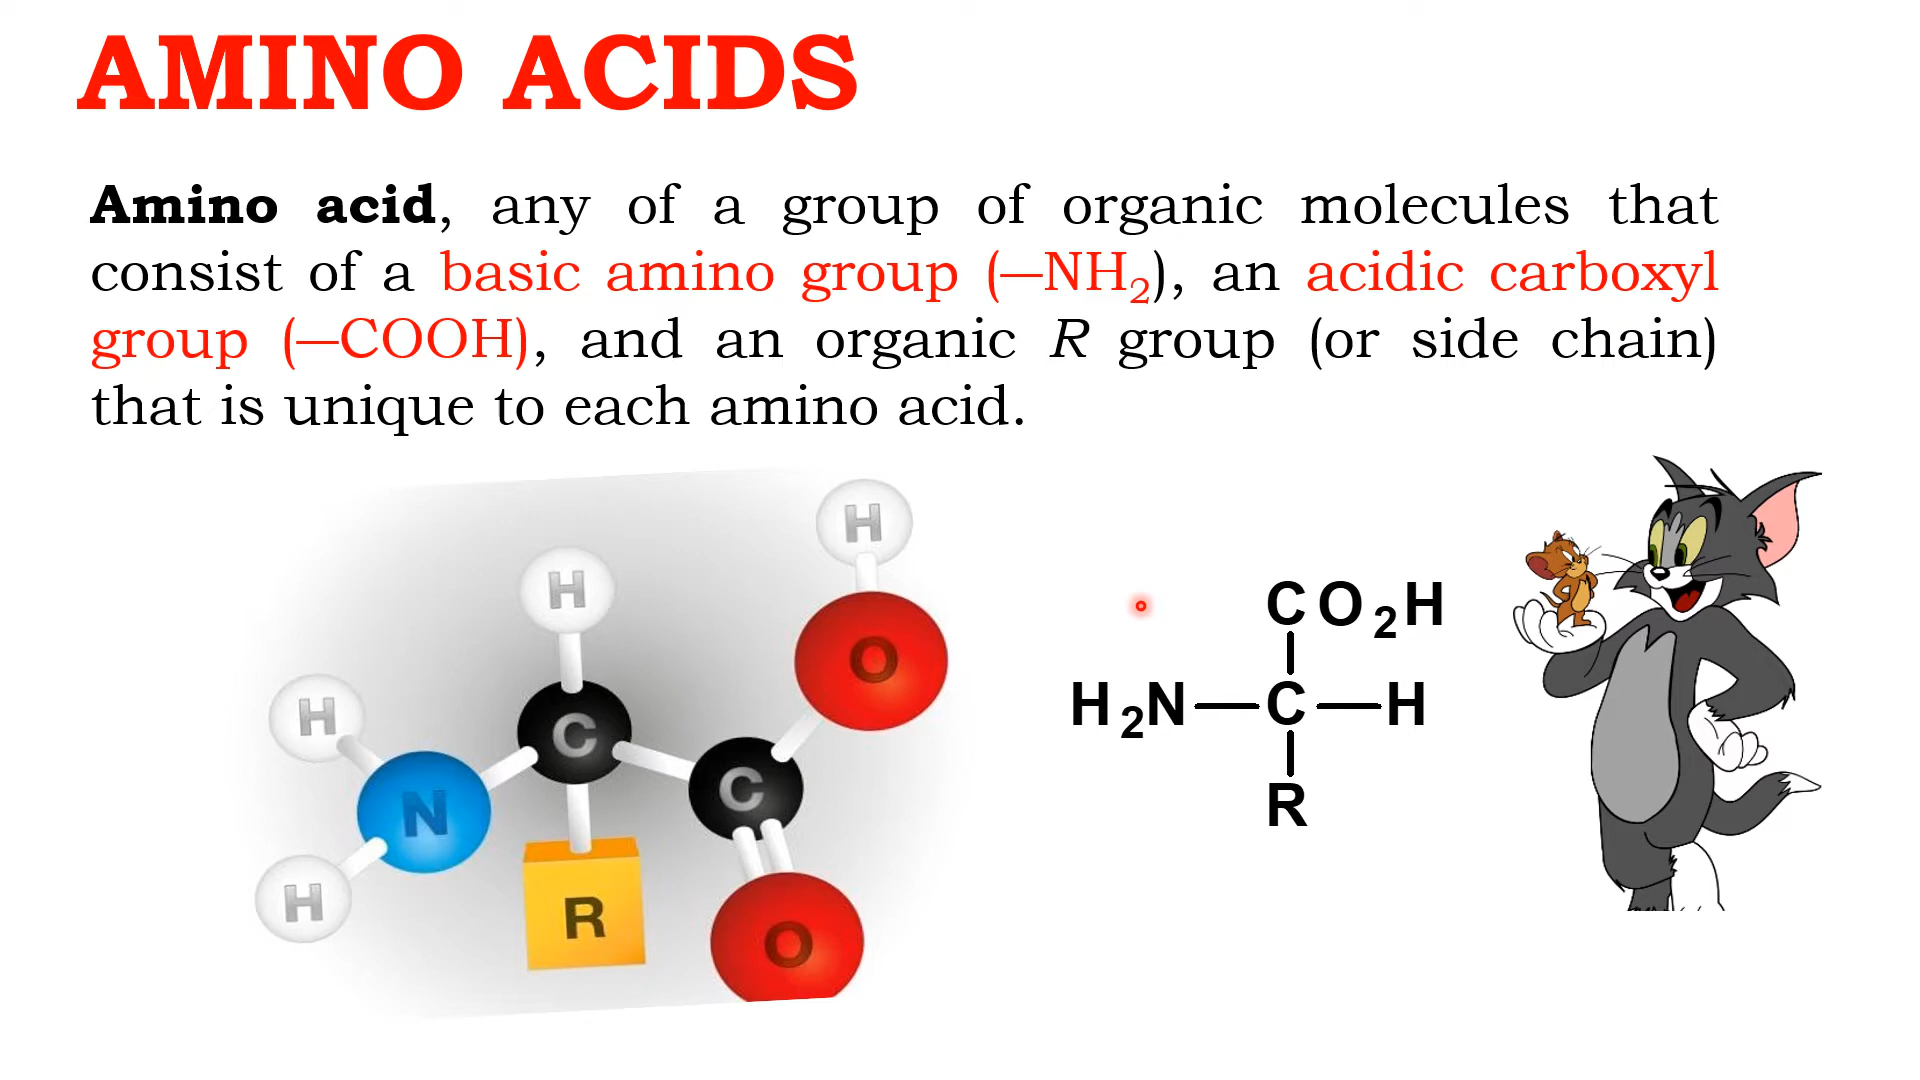 AMINO ACIDS
Amino acid, any of a group of organic molecules that
consist of a basic amino group (—NH₂), an acidic carboxyl
group (—COOH), and an organic R group (or side chain)
that is unique to each amino acid.
H
H
H
O
C
C
N
H
R
O
CO₂H
H₂N—C—H
R